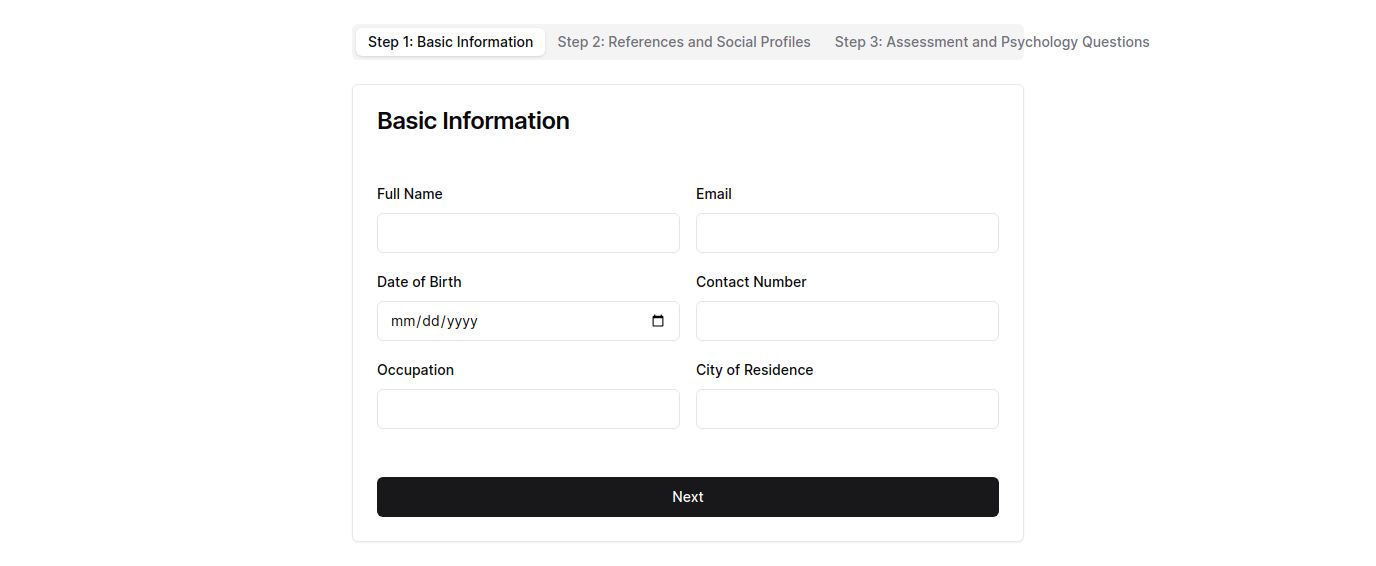 Step 1: Basic Information Step 2: References and Social Profiles Step 3: Assessment and Psychology Questions
Basic Information
Full Name Email
Date of Birth Contact Number
mm/dd/yyyy
Occupation City of Residence
Next